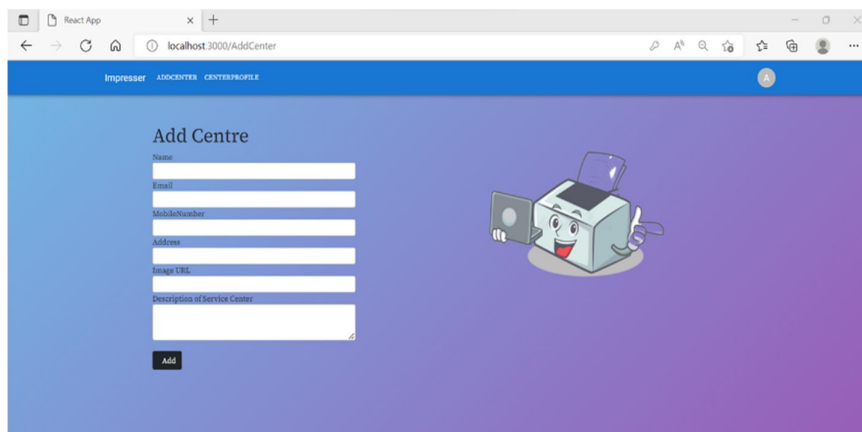 React App
localhost:3000/AddCenter
Impresser ADDCENTER CENTERPROFILE A
Add Centre
Name
Email
MobileNumber
Address
Image URL
Description of Service Center
Add